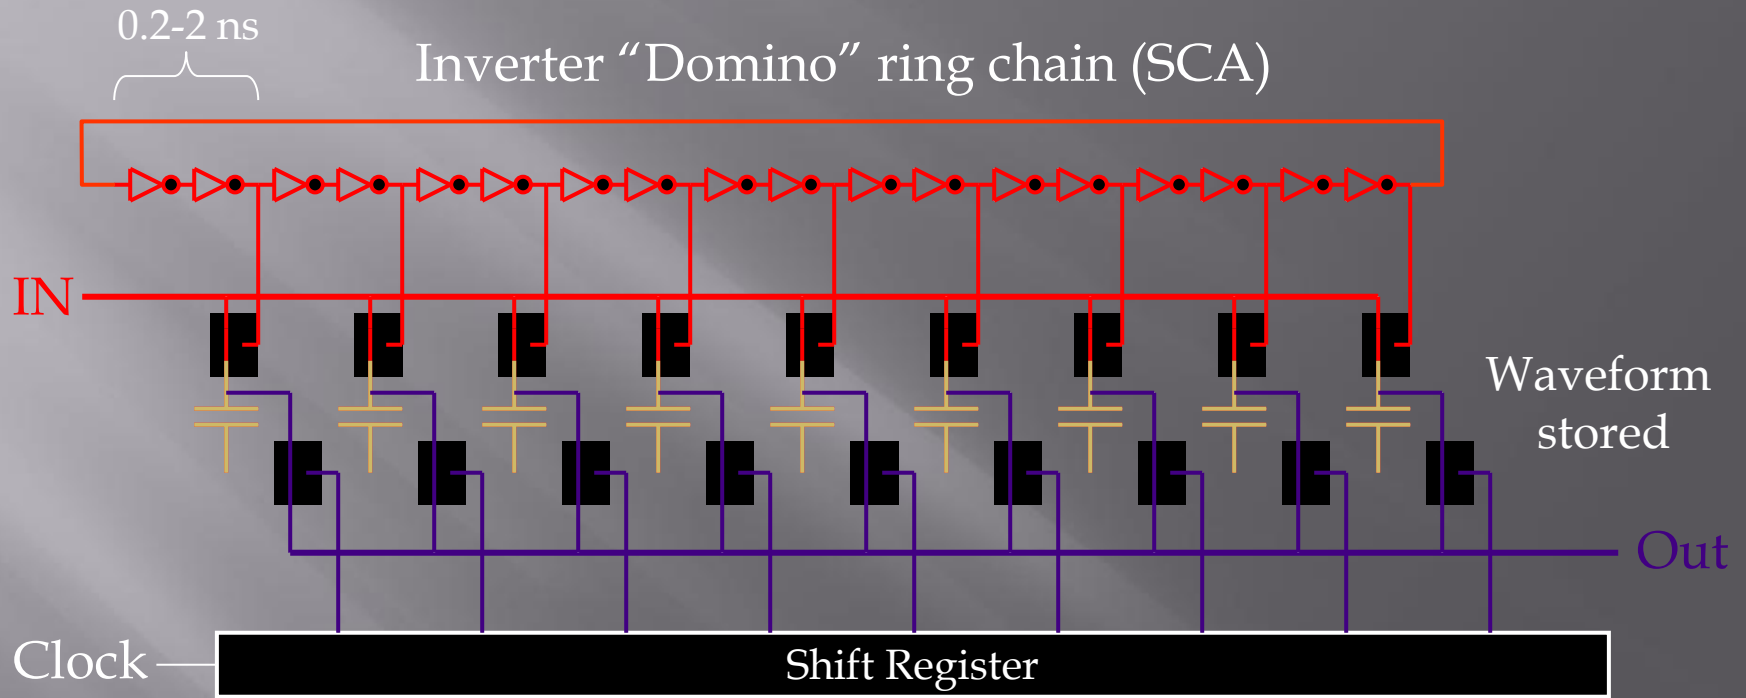 0.2-2 ns
Inverter “Domino” ring chain (SCA)
IN
Waveform
stored
Out
Clock
Shift Register